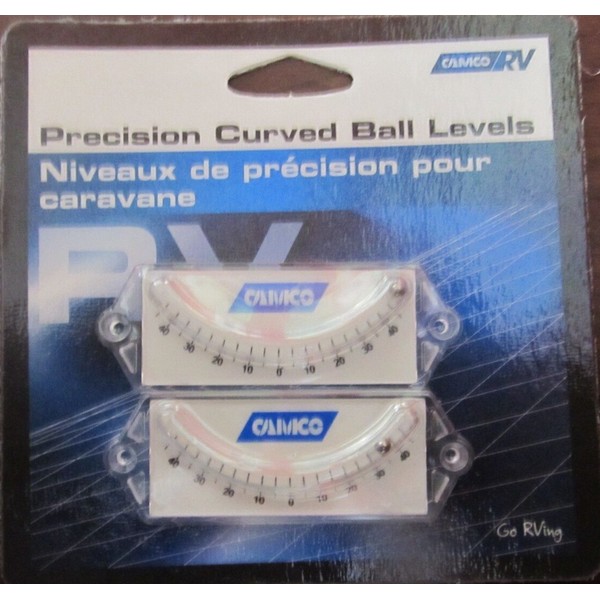 CAMCO RV
Precision Curved Ball Levels
Niveaux de précision pour
caravane
RV
CAMCO
40 30 20 10 0 10 20 30 40
CAMCO
40 30 20 10 0 10 20 30 40
Go RVing